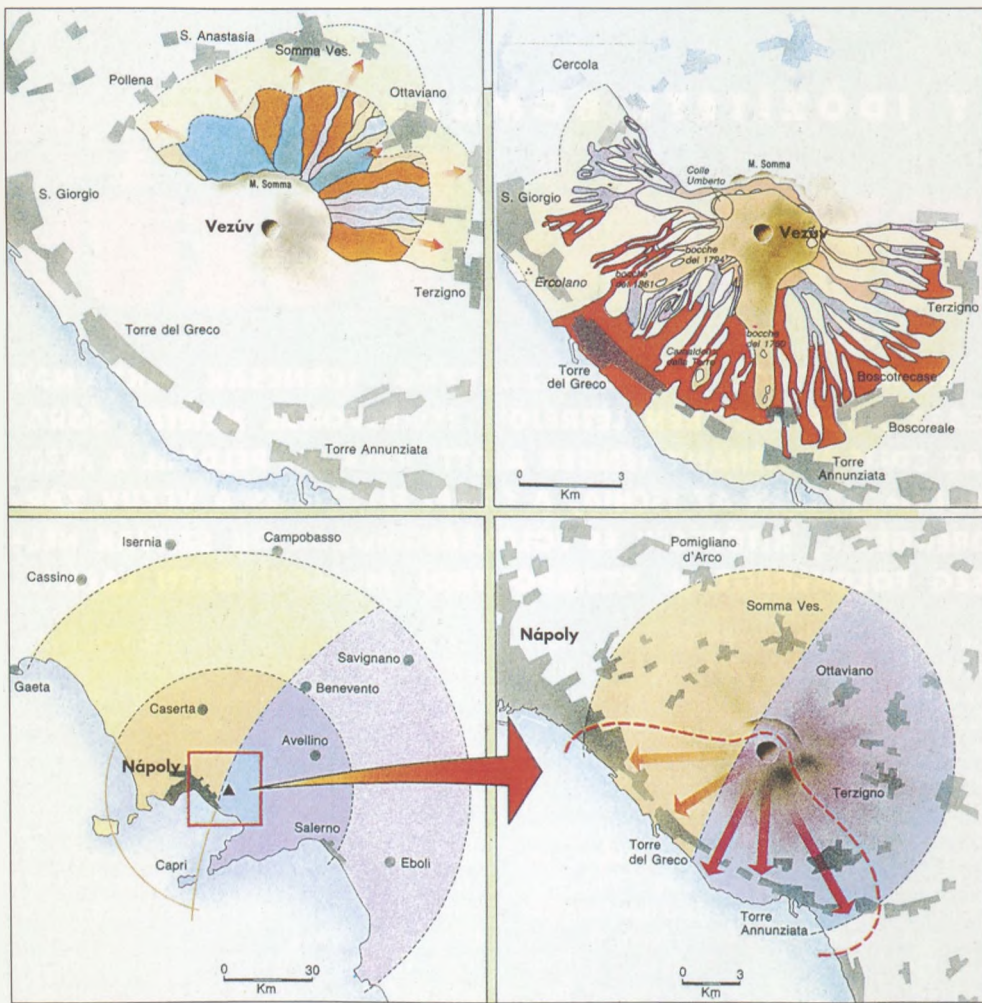 S. Anastasia
Somma Ves.
Pollena
Ottaviano
S. Giorgio
M. Somma
Vezúv
Terzigno
Torre del Greco
Torre Annunziata
Cercola
M. Somma
Colle
Umberto
S. Giorgio
Vezúv
bocche
del 1794
Ercolano
bocche
del 1861
Terzigno
bocche
del 1760
Torre
del Greco
Boscotrecase
Boscoreale
Torre
Annunziata
0
3
Km
Isernia
Campobasso
Cassino
Savignano
Gaeta
Benevento
Caserta
Avellino
Nápoly
Salerno
Capri
Eboli
0
30
Km
Pomigliano
d'Arco
Somma Ves.
Nápoly
Ottaviano
Terzigno
Torre
del Greco
Torre
Annunziata
0
3
Km